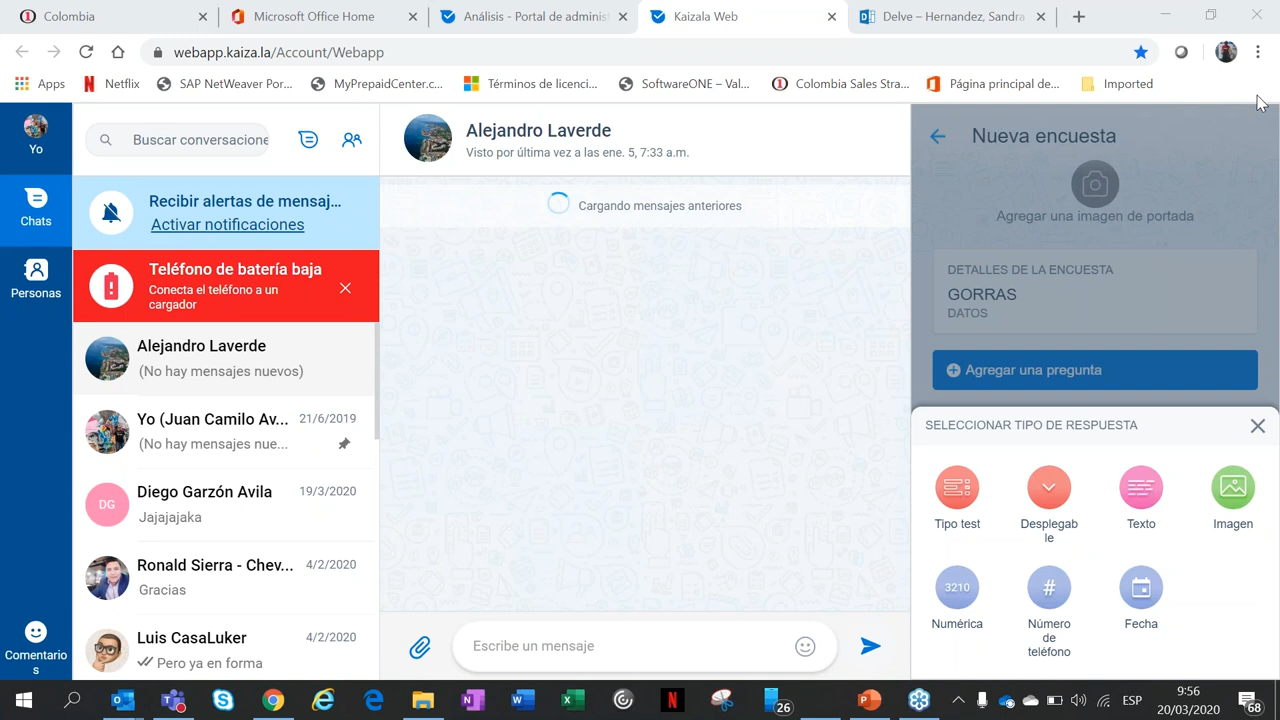 Colombia
Microsoft Office Home
Análisis - Portal de administ
Kaizala Web
Delve – Hernandez, Sandra
webapp.kaiza.la/Account/Webapp
Apps
Netflix
SAP NetWeaver Por...
MyPrepaidCenter.c...
Términos de licenci...
SoftwareONE – Val...
Colombia Sales Stra...
Página principal de...
Imported
Yo
Chats
Personas
Comentario
s
Buscar conversacione
Recibir alertas de mensaj...
Activar notificaciones
Teléfono de batería baja
Conecta el teléfono a un
cargador
Alejandro Laverde
(No hay mensajes nuevos)
Yo (Juan Camilo Av... 21/6/2019
(No hay mensajes nue...
DG
Diego Garzón Avila 19/3/2020
Jajajajaka
Ronald Sierra - Chev... 4/2/2020
Gracias
Luis CasaLuker 4/2/2020
Pero ya en forma
Alejandro Laverde
Visto por última vez a las ene. 5, 7:33 a.m.
Cargando mensajes anteriores
Escribe un mensaje
Nueva encuesta
Agregar una imagen de portada
DETALLES DE LA ENCUESTA
GORRAS
DATOS
Agregar una pregunta
SELECCIONAR TIPO DE RESPUESTA
Tipo test
Desplegab
le
Texto
Imagen
3210
Numérica
#
Número
de
teléfono
Fecha
26
ESP
9:56
20/03/2020
68